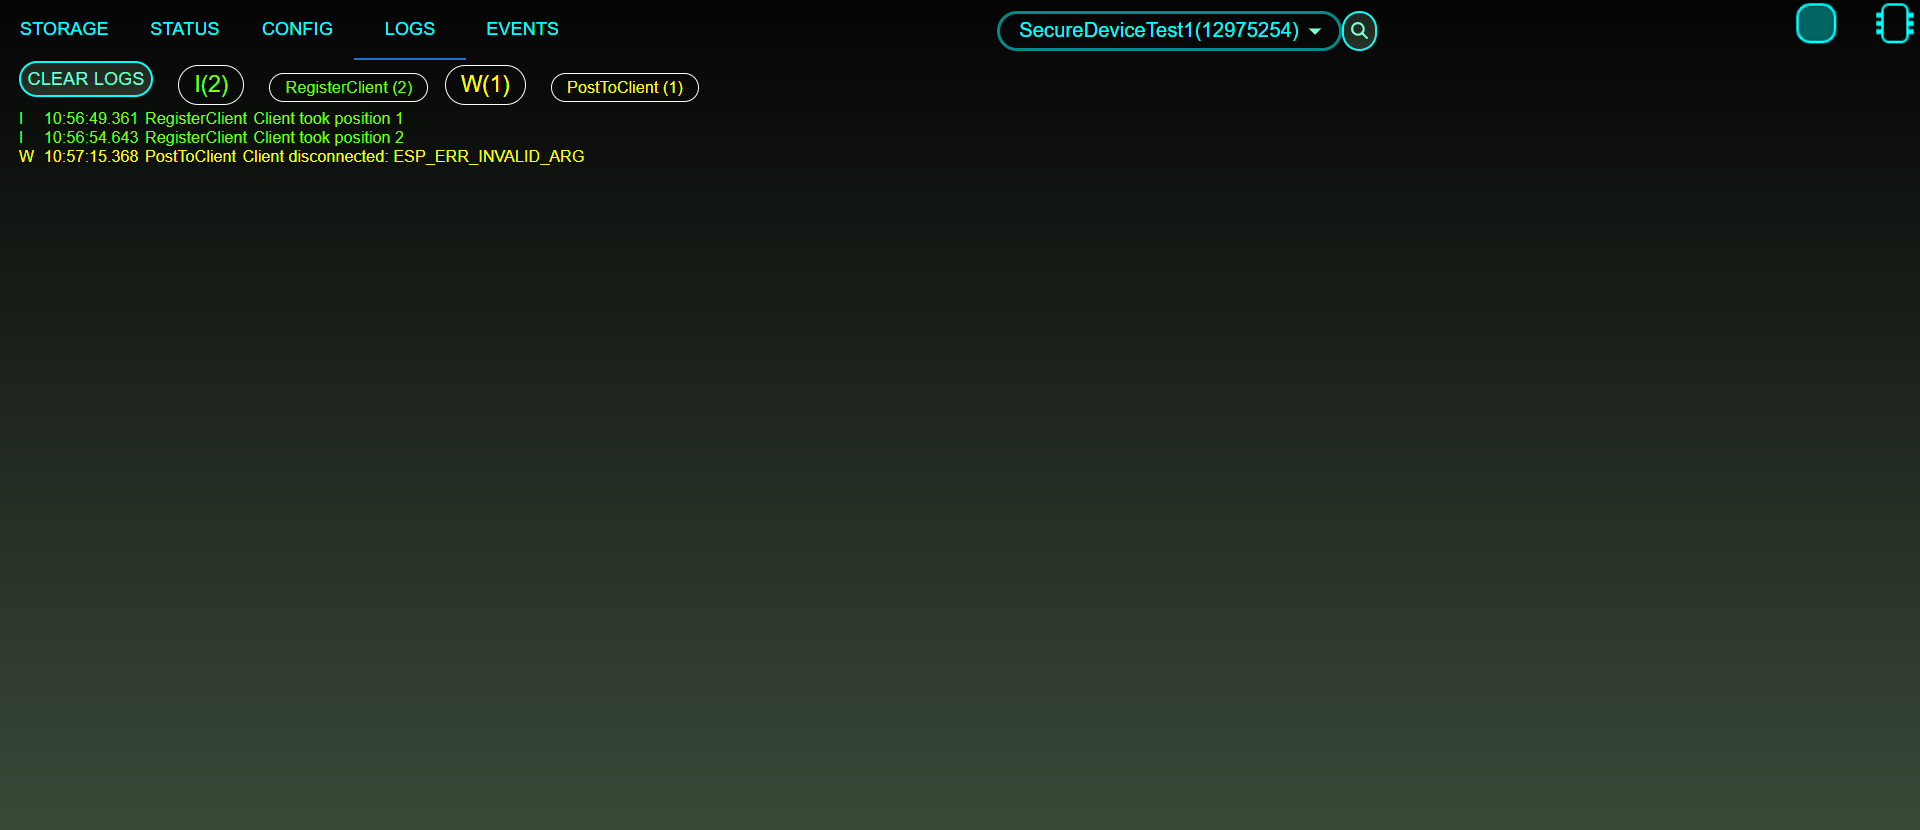 STORAGE STATUS CONFIG LOGS EVENTS SecureDeviceTest1(12975254)
CLEAR LOGS I(2) RegisterClient (2) W(1) PostToClient (1)
I 10:56:49.361 RegisterClient Client took position 1
I 10:56:54.643 RegisterClient Client took position 2
W 10:57:15.368 PostToClient Client disconnected: ESP_ERR_INVALID_ARG